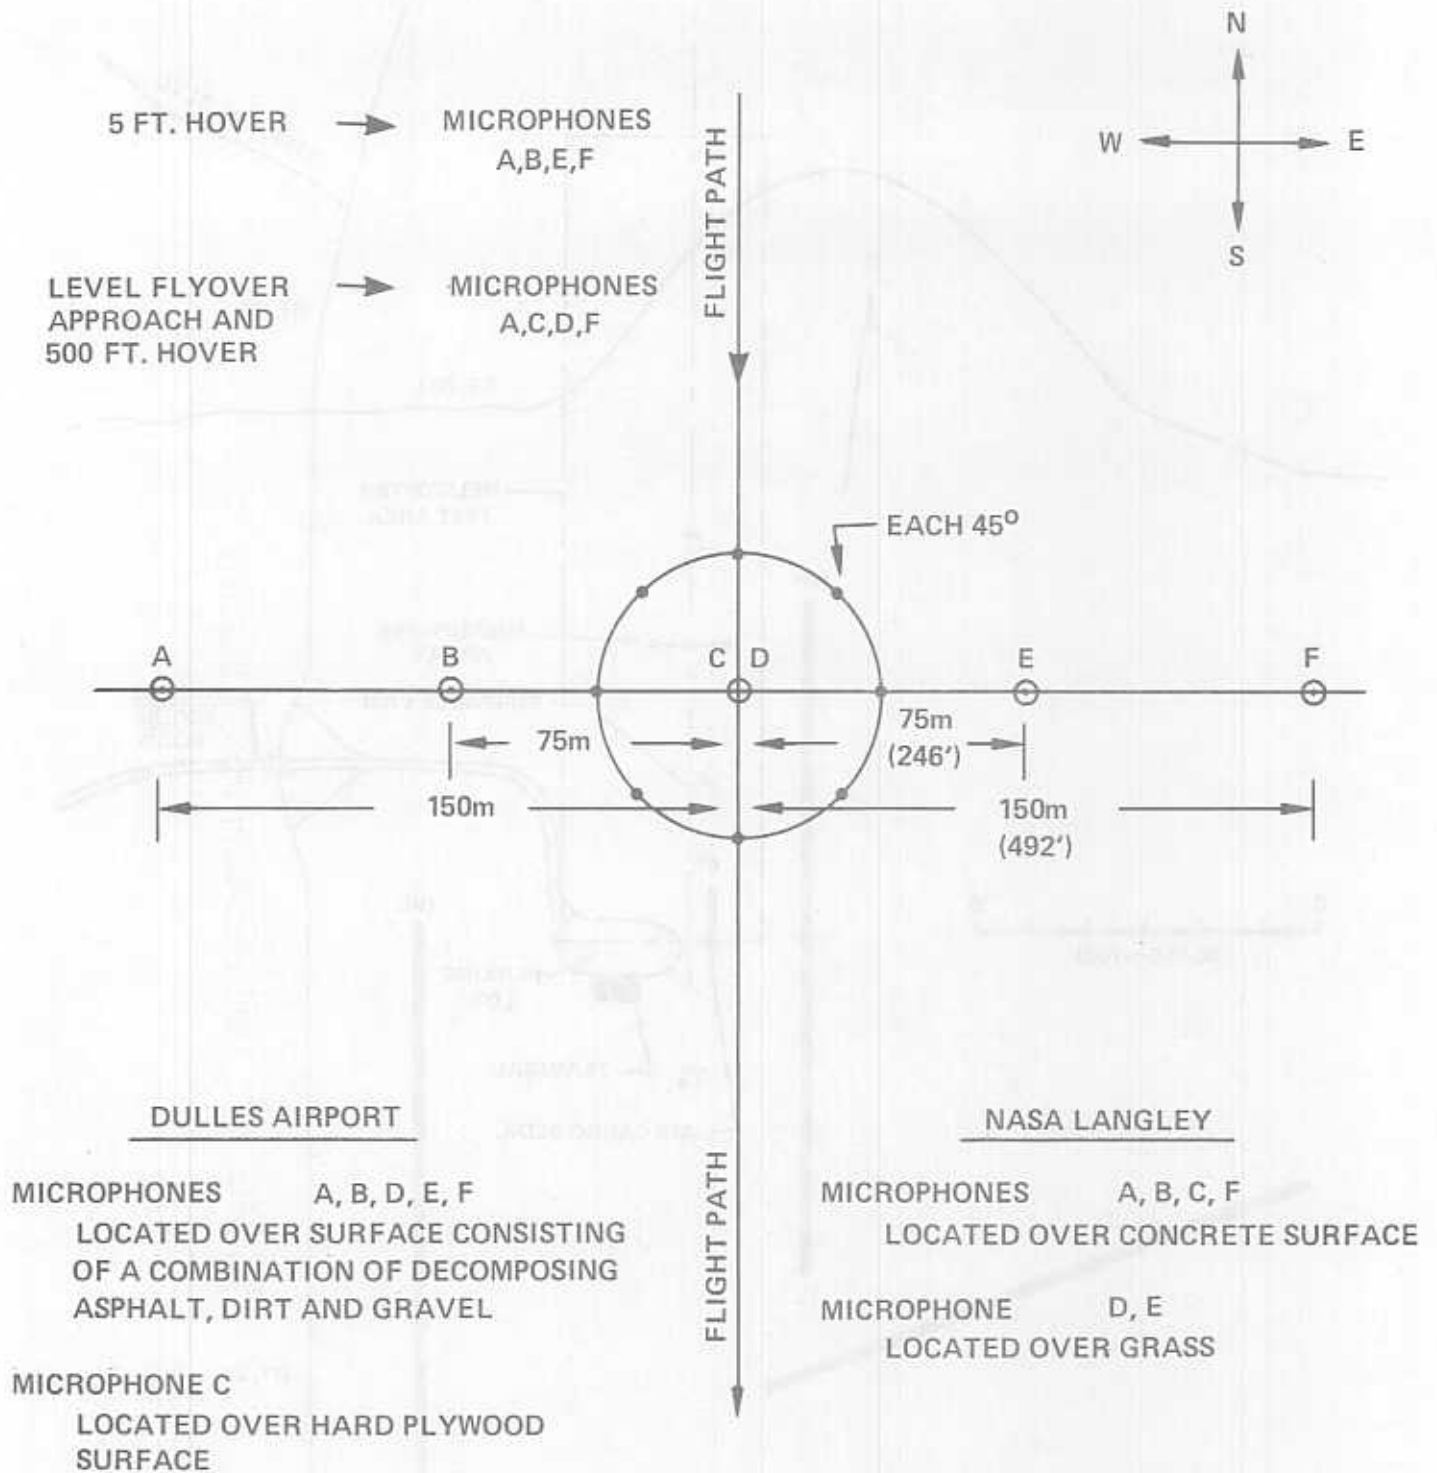 N
W
E
S
5 FT. HOVER
MICROPHONES
A,B,E,F
LEVEL FLYOVER
APPROACH AND
500 FT. HOVER
MICROPHONES
A,C,D,F
FLIGHT PATH
EACH 45°
A
B
C
D
E
F
75m
75m
(246')
150m
150m
(492')
DULLES AIRPORT
MICROPHONES A, B, D, E, F
LOCATED OVER SURFACE CONSISTING
OF A COMBINATION OF DECOMPOSING
ASPHALT, DIRT AND GRAVEL
MICROPHONE C
LOCATED OVER HARD PLYWOOD
SURFACE
FLIGHT PATH
NASA LANGLEY
MICROPHONES A, B, C, F
LOCATED OVER CONCRETE SURFACE
MICROPHONE D, E
LOCATED OVER GRASS